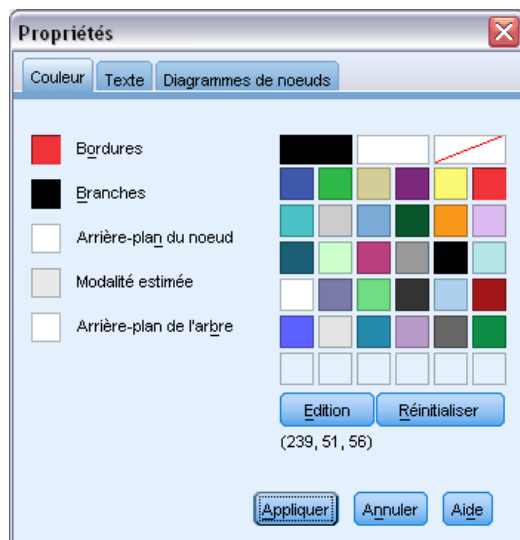 Propriétés
Couleur Texte Diagrammes de noeuds
Bordures
Branches
Arrière-plan du noeud
Modalité estimée
Arrière-plan de l'arbre
Edition Réinitialiser
(239, 51, 56)
Appliquer Annuler Aide